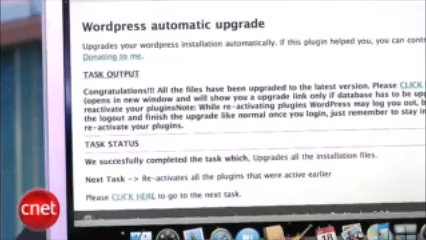 Wordpress automatic upgrade
Upgrades your wordpress installation automatically. If this plugin helped you, you can
Donating to me.
TASK OUTPUT
Congratulations!!! All the files have been upgraded to the latest version. Please CLICK
(opens in new window and will show you a upgrade link only if database has to be
reactivate your pluginsNote: While re-activating plugins WordPress may log you out,
the logout and finish the upgrade like normal once you login, just remember to stay
re-activate your plugins.
TASK STATUS
We succesfully completed the task which, Upgrades all the installation files.
Next Task -> Re-activates all the plugins that were active earlier
Please CLICK HERE to go to the next task.
cnet
18